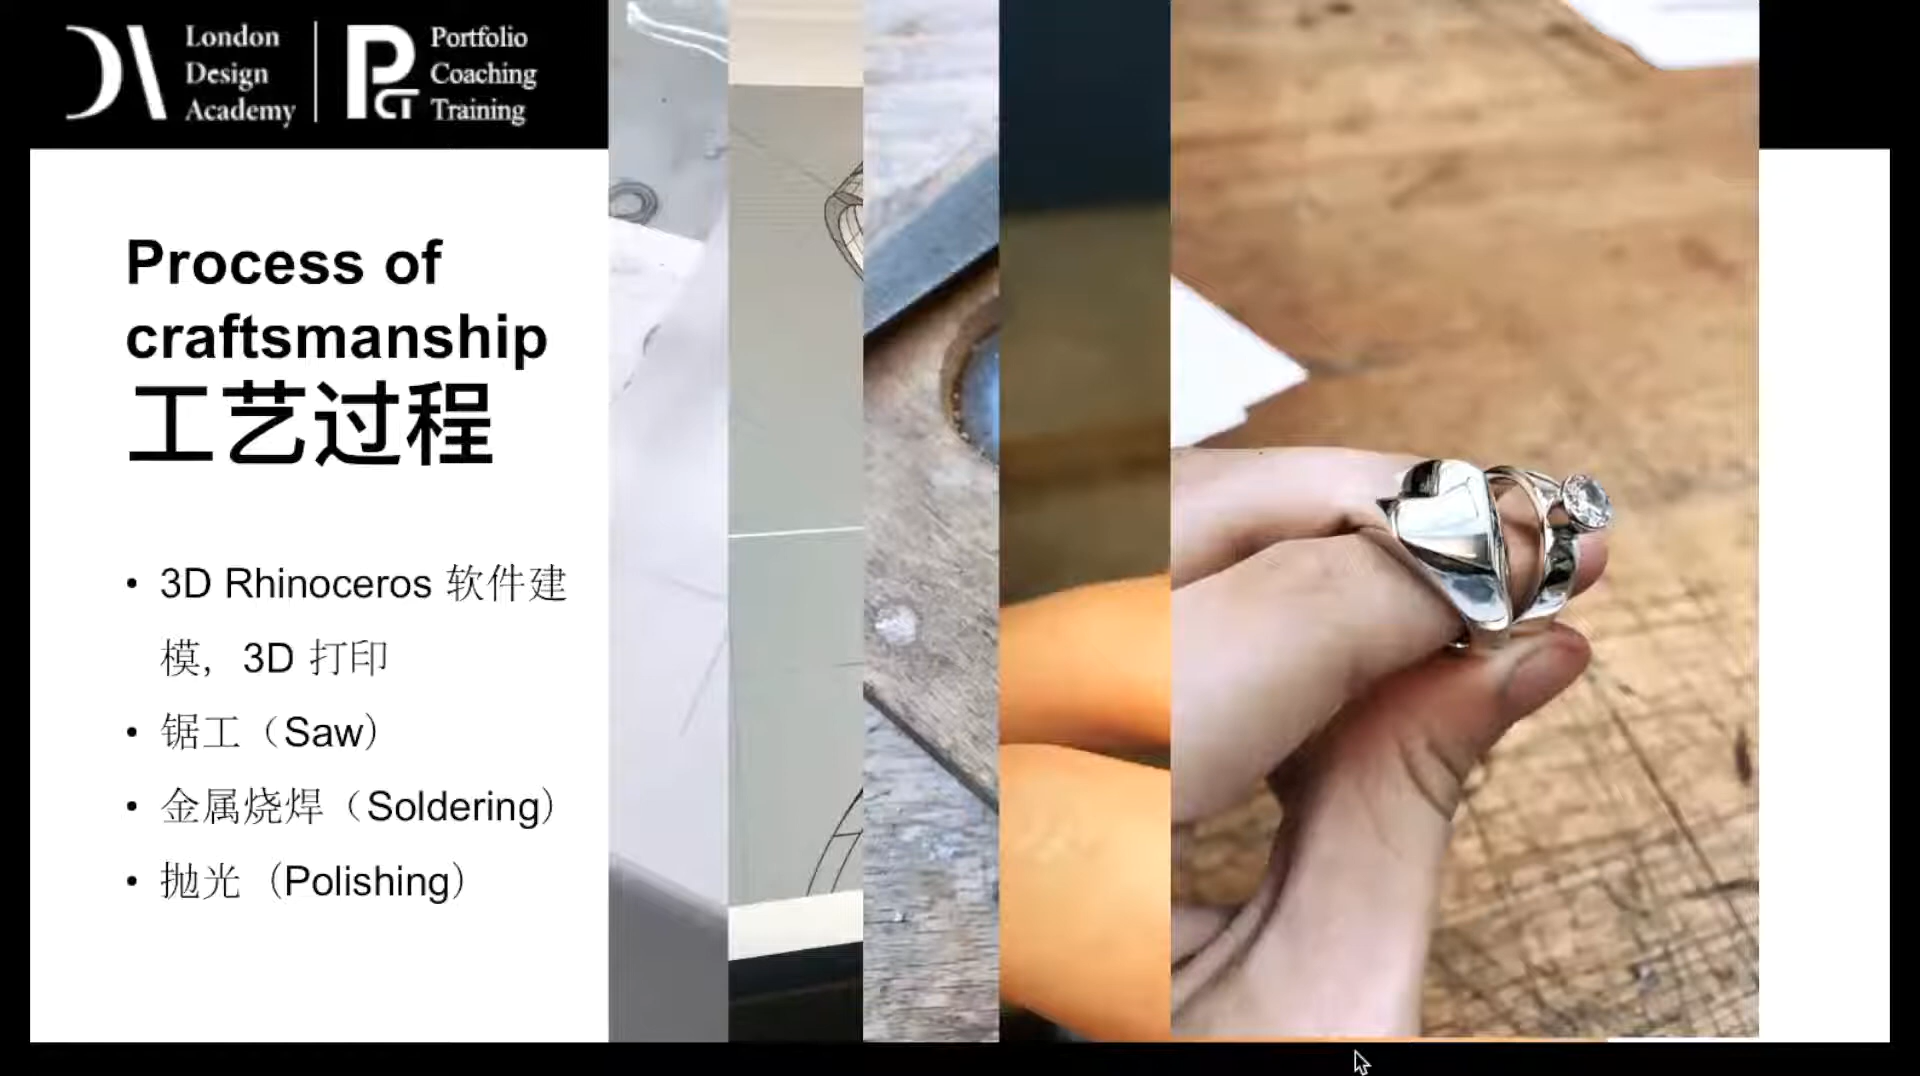 London
Design
Academy
Portfolio
Coaching
Training
Process of
craftsmanship
工艺过程
• 3D Rhinoceros 软件建
模，3D 打印
• 锯工（Saw）
• 金属烧焊（Soldering）
• 抛光（Polishing）